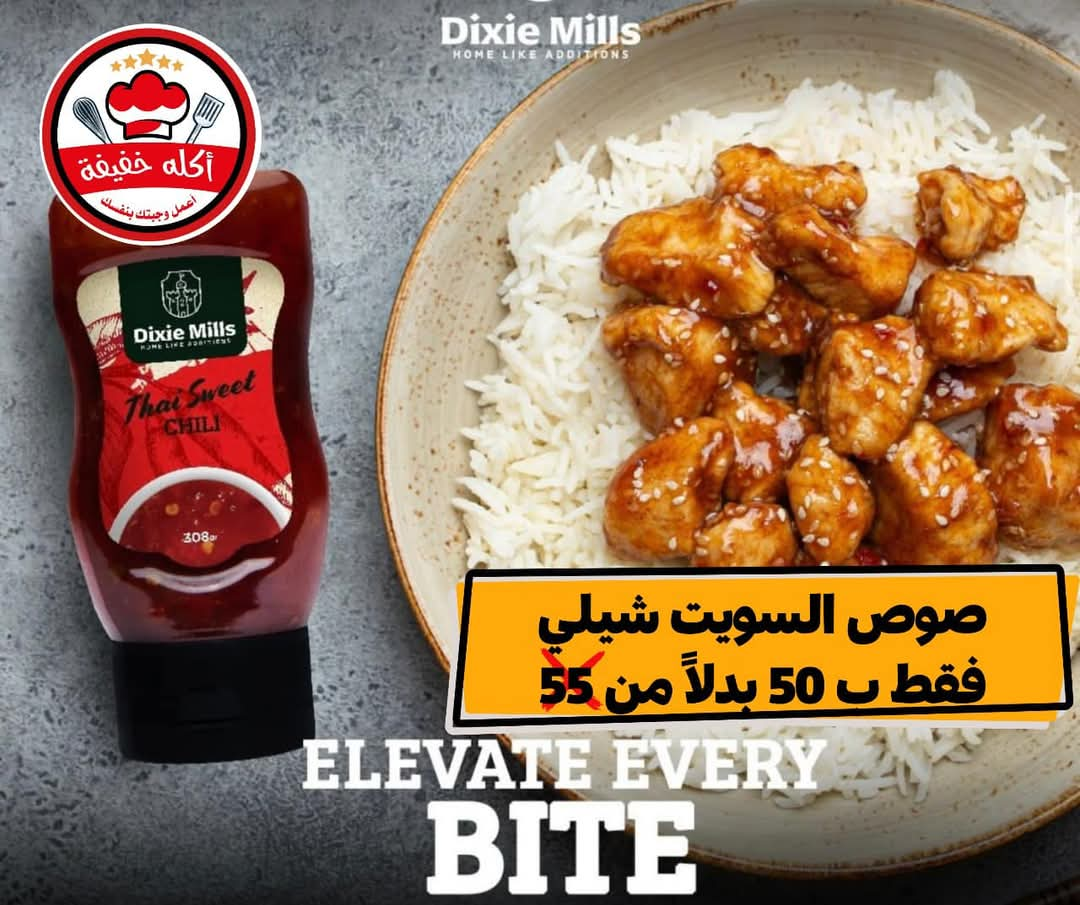 Dixie Mills
HOME LIKE ADDITIONS
أكله خفيفة
اعمل وجبتك بنفسك
Dixie Mills
HOME LIKE ADDITIONS
Thai Sweet
CHILI
308gr
صوص السويت شيلي
فقط ب 50 بدلاً من 55
ELEVATE EVERY
BITE